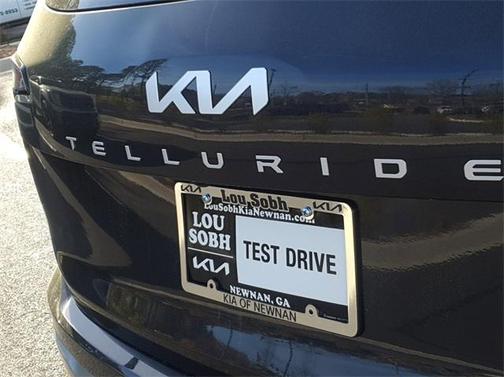 KIA
TELLURIDE
KIA Lou Sobh KIA
LouSobhKiaNewnan.com
LOU
SOBH
KIA
TEST DRIVE
NEWNAN, GA
KIA OF NEWNAN